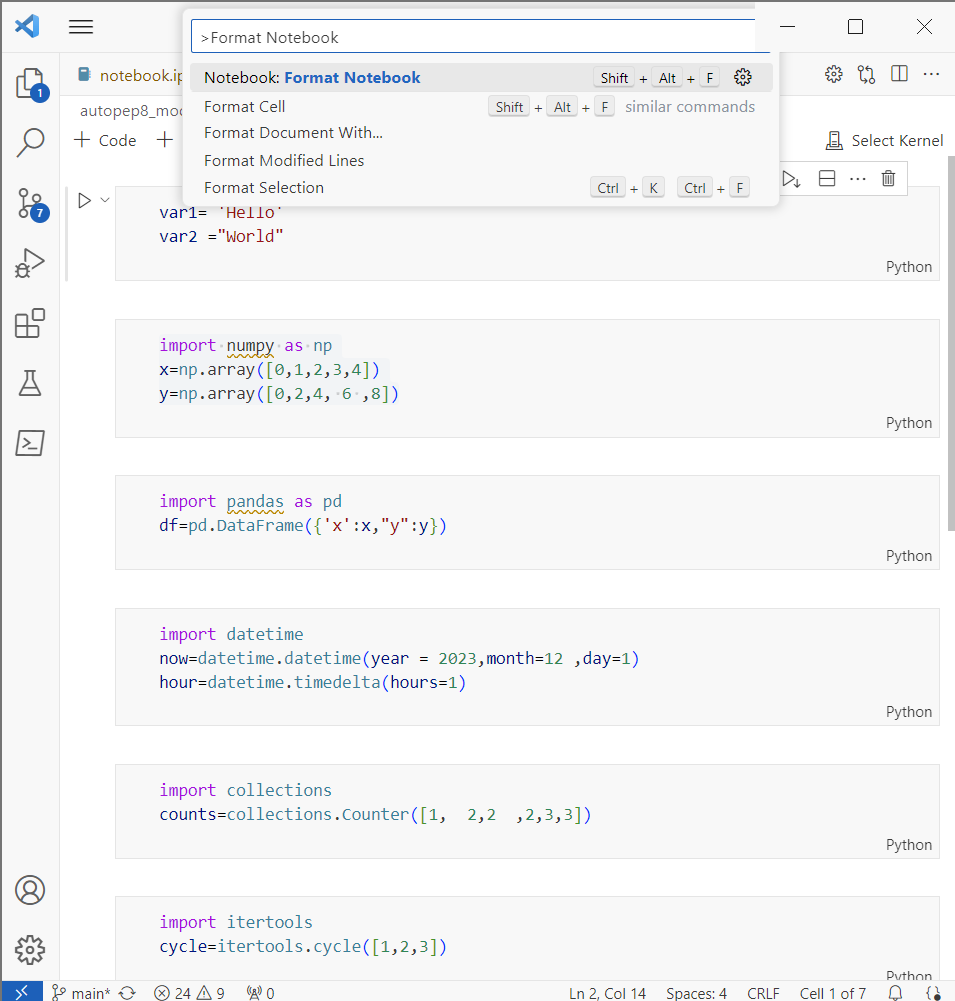 >Format Notebook
Notebook: Format Notebook Shift + Alt + F
Format Cell Shift + Alt + F similar commands
Format Document With...
Format Modified Lines
Format Selection Ctrl + K Ctrl + F
1
notebook.ip
autopep8_mod
+ Code +
Select Kernel
7
var1= 'Hello'
var2 ="World"
Python
import numpy as np
x=np.array([0,1,2,3,4])
y=np.array([0,2,4, 6 ,8])
Python
import pandas as pd
df=pd.DataFrame({'x':x,"y":y})
Python
import datetime
now=datetime.datetime(year = 2023,month=12 ,day=1)
hour=datetime.timedelta(hours=1)
Python
import collections
counts=collections.Counter([1,  2,2  ,2,3,3])
Python
import itertools
cycle=itertools.cycle([1,2,3])
Python
main* 24 9 0 Ln 2, Col 14 Spaces: 4 CRLF Cell 1 of 7